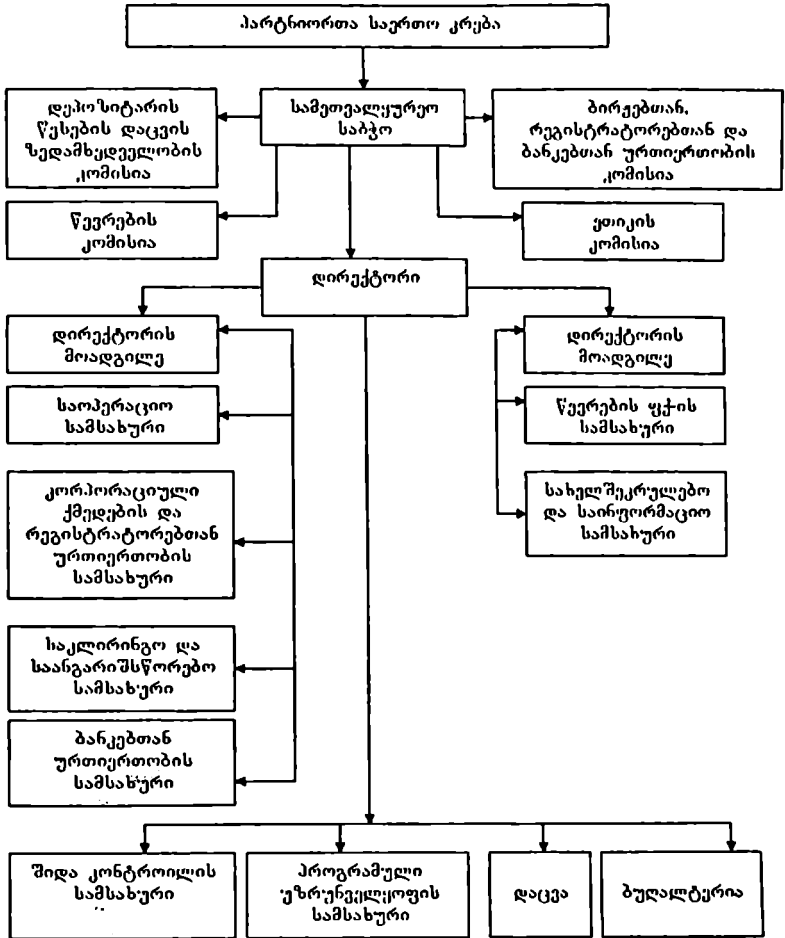 პარტნიორთა საერთო კრება
დეპოზიტარის
წესების დაცვის
ზედამხედველობის
კომისია
სამეთვალყურეო
საბჭო
ბირჟებთან,
რეგისტრატორებთან და
ბანკებთან ურთიერთობის
კომისია
წევრების
კომისია
ეთიკის
კომისია
დირექტორი
დირექტორის
მოადგილე
დირექტორის
მოადგილე
საოპერაციო
სამსახური
წევრების
სამსახური
კორპორაციული
ქმედების და
რეგისტრატორებთან
ურთიერთობის
სამსახური
სახელშეკრულებო
და საინფორმაციო
სამსახური
საკლირინგო და
საანგარიშსწორებო
სამსახური
ბანკებთან
ურთიერთობის
სამსახური
შიდა კონტროილის
სამსახური
პროგრამული
უზრუნველყოფის
სამსახური
დაცვა
ბუღალტერია